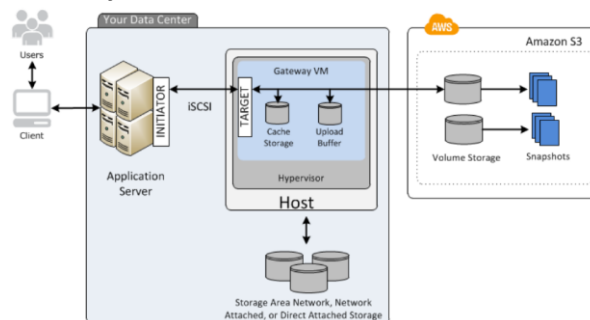 Your Data Center
AWS
Users
Amazon S3
Gateway VM
INITIATOR
iSCSI
TARGET
Client
Cache
Storage
Upload
Buffer
Volume Storage
Snapshots
Application
Server
Hypervisor
Host
Storage Area Network, Network
Attached, or Direct Attached Storage